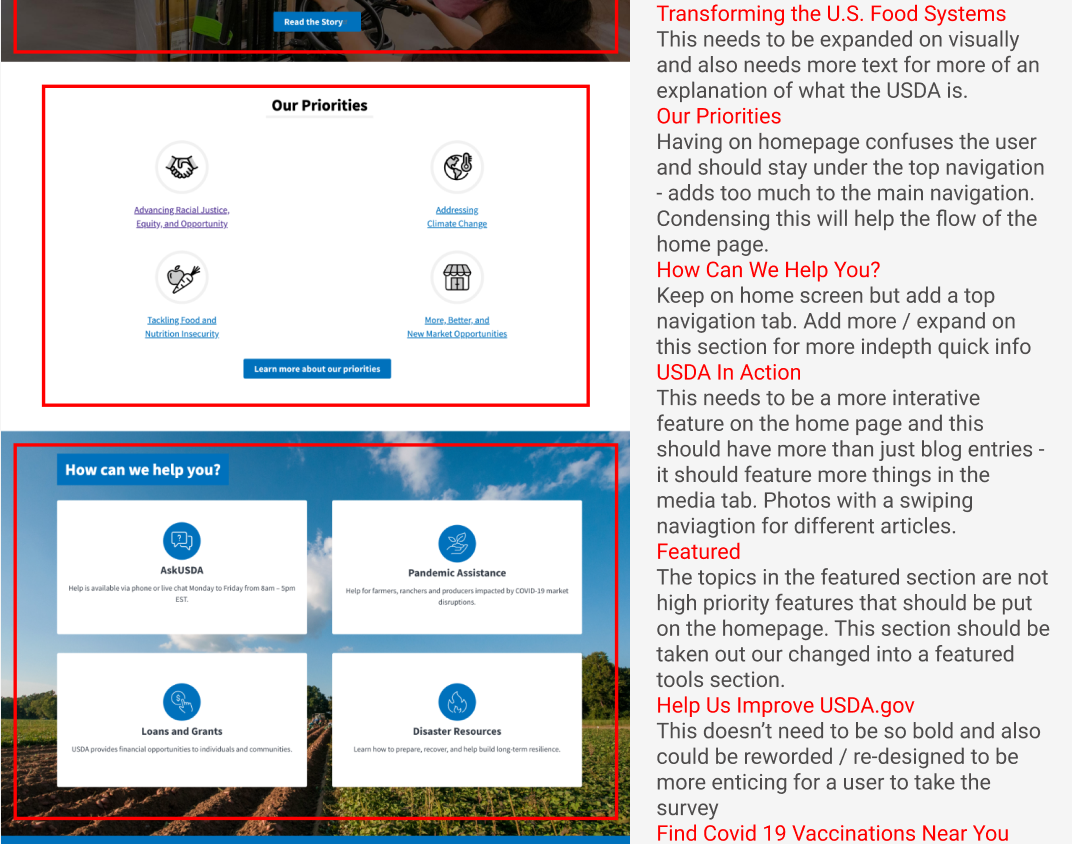 Read the Story
Our Priorities
Advancing Racial Justice,
Equity, and Opportunity
Addressing
Climate Change
Tackling Food and
Nutrition Insecurity
More, Better, and
New Market Opportunities
Learn more about our priorities
How can we help you?
AskUSDA
Help is available via phone or live chat Monday to Friday from 8am – 5pm
EST.
Pandemic Assistance
Help for farmers, ranchers and producers impacted by COVID-19 market
disruptions.
Loans and Grants
USDA provides financial opportunities to individuals and communities.
Disaster Resources
Learn how to prepare, recover, and help build long-term resilience.
Transforming the U.S. Food Systems
This needs to be expanded on visually
and also needs more text for more of an
explanation of what the USDA is.
Our Priorities
Having on homepage confuses the user
and should stay under the top navigation
- adds too much to the main navigation.
Condensing this will help the flow of the
home page.
How Can We Help You?
Keep on home screen but add a top
navigation tab. Add more / expand on
this section for more indepth quick info
USDA In Action
This needs to be a more interative
feature on the home page and this
should have more than just blog entries -
it should feature more things in the
media tab. Photos with a swiping
naviagtion for different articles.
Featured
The topics in the featured section are not
high priority features that should be put
on the homepage. This section should be
taken out our changed into a featured
tools section.
Help Us Improve USDA.gov
This doesn’t need to be so bold and also
could be reworded / re-designed to be
more enticing for a user to take the
survey
Find Covid 19 Vaccinations Near You